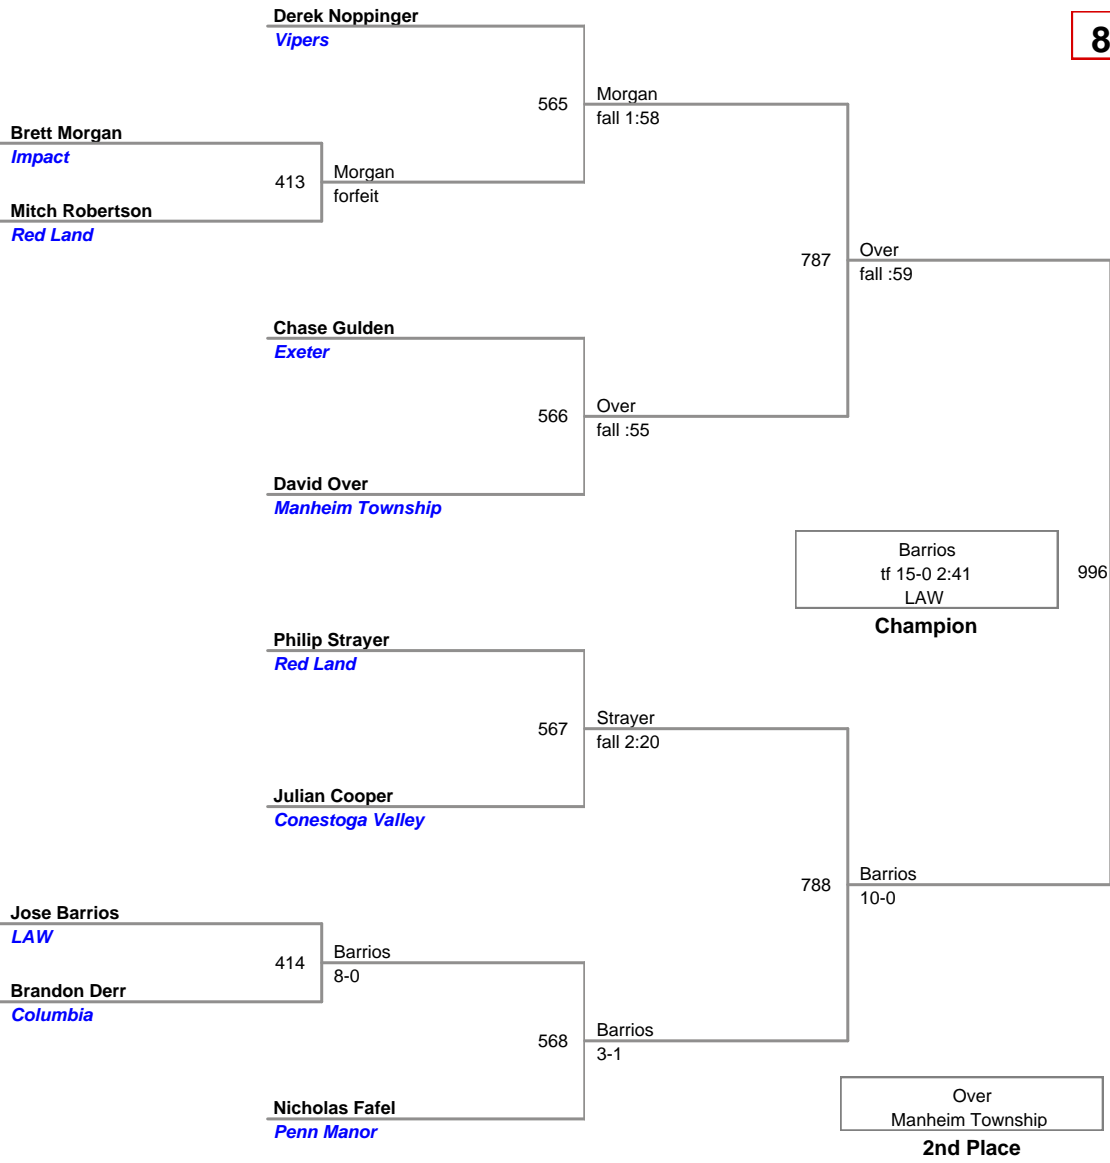 Derek Noppinger
Vipers
8
565
Morgan
fall 1:58
Brett Morgan
Impact
413
Morgan
forfeit
Mitch Robertson
Red Land
787
Over
fall :59
Chase Gulden
Exeter
566
Over
fall :55
David Over
Manheim Township
Barrios
tf 15-0 2:41
LAW
996
Champion
Philip Strayer
Red Land
567
Strayer
fall 2:20
Julian Cooper
Conestoga Valley
788
Barrios
10-0
Jose Barrios
LAW
414
Barrios
8-0
Brandon Derr
Columbia
568
Barrios
3-1
Nicholas Fafel
Penn Manor
Over
Manheim Township
2nd Place